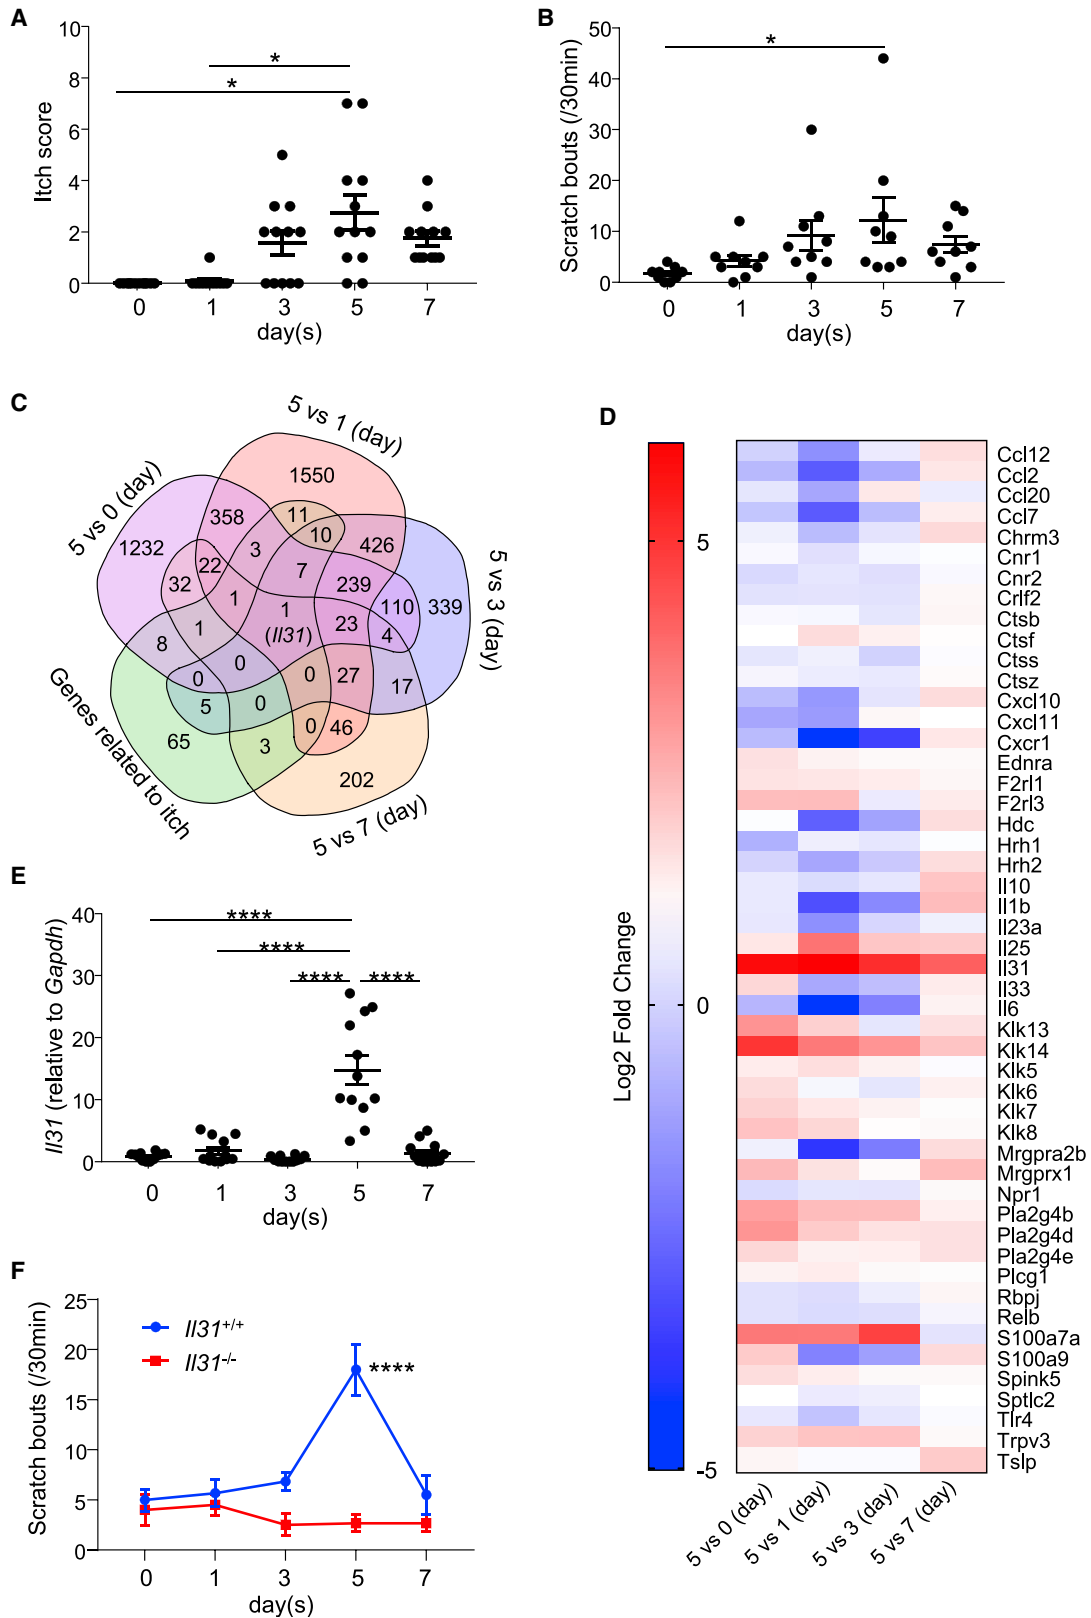 A
Itch score
10
8
6
4
2
0
*
*
0 1 3 5 7
day(s)
B
Scratch bouts (/30min)
50
40
30
20
10
0
*
0 1 3 5 7
day(s)
C
5 vs 0 (day)
5 vs 1 (day)
5 vs 3 (day)
5 vs 7 (day)
Genes related to itch
1550
11
10
358
3
426
1232
22
7
32
239
110
339
1
1
(Il31)
23
4
8
1
0
0
27
17
0
5
0
0
46
65
3
202
D
Log2 Fold Change
5
0
-5
Ccl12
Ccl2
Ccl20
Ccl7
Chrm3
Cnr1
Cnr2
Crlf2
Ctsb
Ctsf
Ctss
Ctsz
Cxcl10
Cxcl11
Cxcr1
Ednra
F2rl1
F2rl3
Hdc
Hrh1
Hrh2
Il10
Il1b
Il23a
Il25
Il31
Il33
Il6
Klk13
Klk14
Klk5
Klk6
Klk7
Klk8
Mrgpra2b
Mrgprx1
Npr1
Pla2g4b
Pla2g4d
Pla2g4e
Plcg1
Rbpj
Relb
S100a7a
S100a9
Spink5
Sptlc2
Tlr4
Trpv3
Tslp
5 vs 0 (day)
5 vs 1 (day)
5 vs 3 (day)
5 vs 7 (day)
E
Il31 (relative to Gapdh)
40
30
20
10
0
****
****
**** ****
0 1 3 5 7
day(s)
F
Scratch bouts (/30min)
25
20
15
10
5
0
Il31+/+
Il31-/-
****
0 1 3 5 7
day(s)